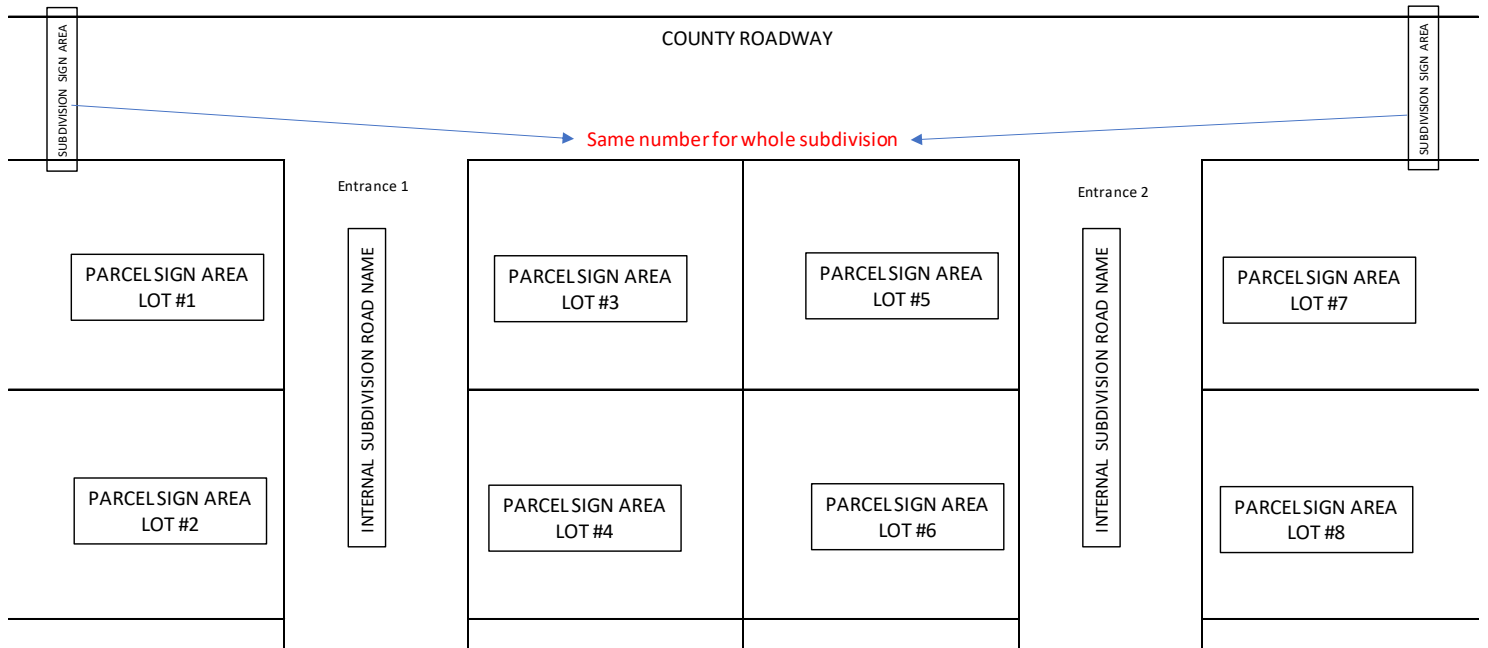 SUBDIVISION SIGN AREA
COUNTY ROADWAY
SUBDIVISION SIGN AREA
Same number for whole subdivision
Entrance 1
Entrance 2
PARCEL SIGN AREA
LOT #1
INTERNAL SUBDIVISION ROAD NAME
PARCEL SIGN AREA
LOT #3
PARCEL SIGN AREA
LOT #5
INTERNAL SUBDIVISION ROAD NAME
PARCEL SIGN AREA
LOT #7
PARCEL SIGN AREA
LOT #2
PARCEL SIGN AREA
LOT #4
PARCEL SIGN AREA
LOT #6
PARCEL SIGN AREA
LOT #8